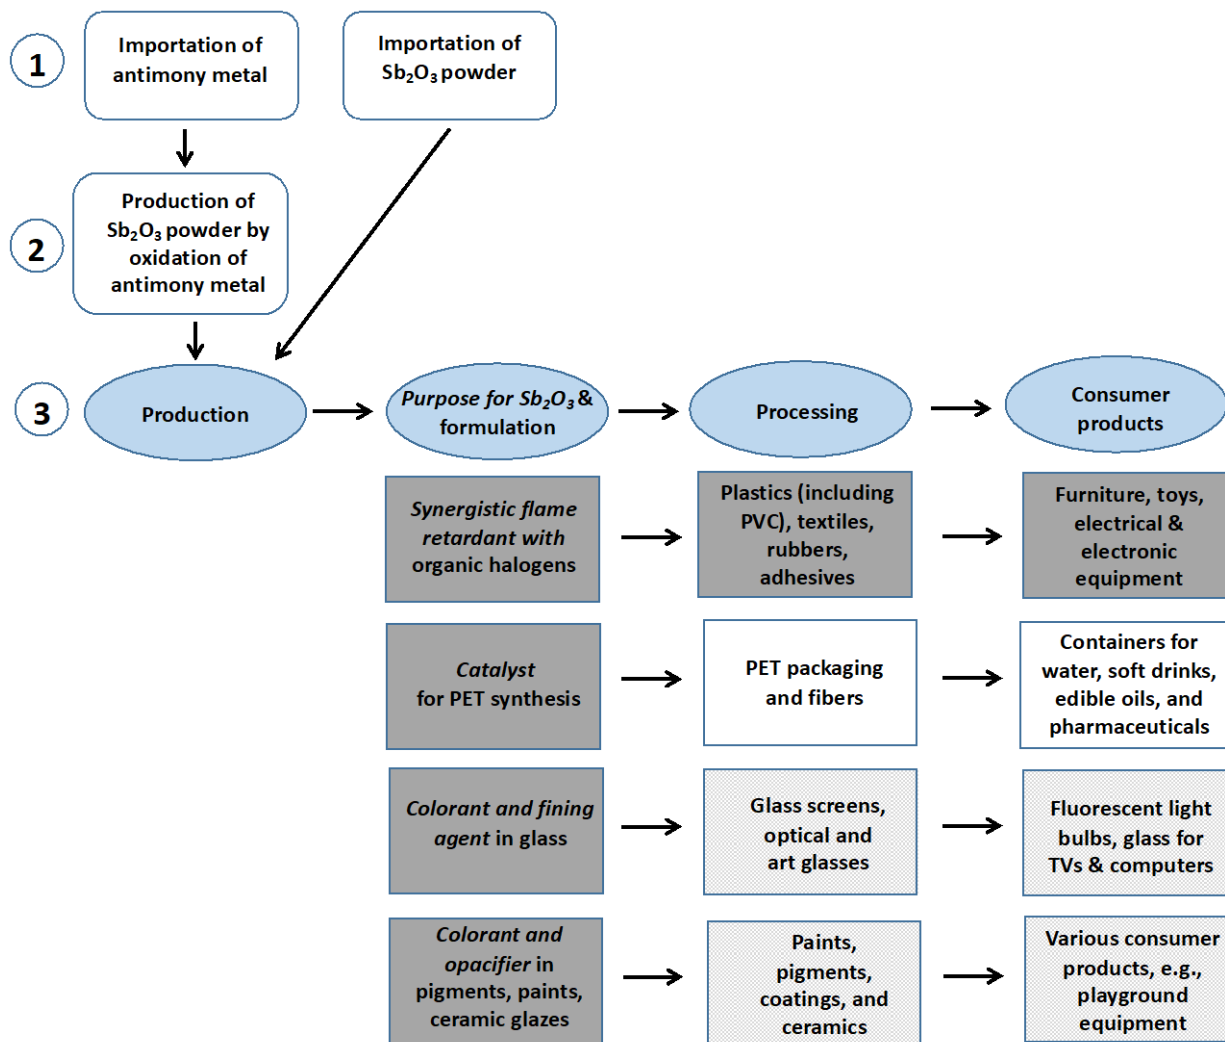 1
Importation of
antimony metal
Importation of
Sb₂O₃ powder
2
Production of
Sb₂O₃ powder by
oxidation of
antimony metal
3
Production
Purpose for Sb₂O₃ &
formulation
Processing
Consumer
products
Synergistic flame
retardant with
organic halogens
Plastics (including
PVC), textiles,
rubbers,
adhesives
Furniture, toys,
electrical &
electronic
equipment
Catalyst
for PET synthesis
PET packaging
and fibers
Containers for
water, soft drinks,
edible oils, and
pharmaceuticals
Colorant and fining
agent in glass
Glass screens,
optical and
art glasses
Fluorescent light
bulbs, glass for
TVs & computers
Colorant and
opacifier in
pigments, paints,
ceramic glazes
Paints,
pigments,
coatings, and
ceramics
Various consumer
products, e.g.,
playground
equipment